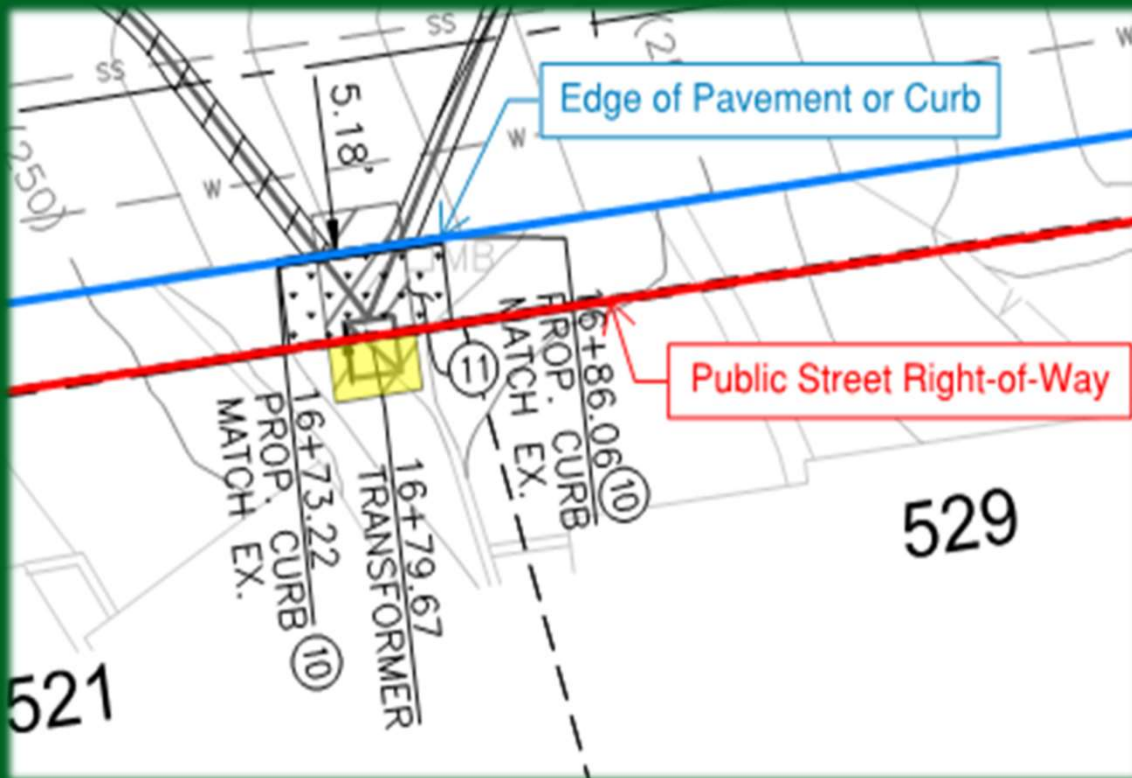 SS
SS
W
Edge of Pavement or Curb
5.18'
W
W
(250)
MB
Public Street Right-of-Way
11
16+86.06
PROP. CURB
MATCH EX.
10
16+73.22
PROP. CURB
MATCH EX.
10
16+79.67
TRANSFORMER
529
521